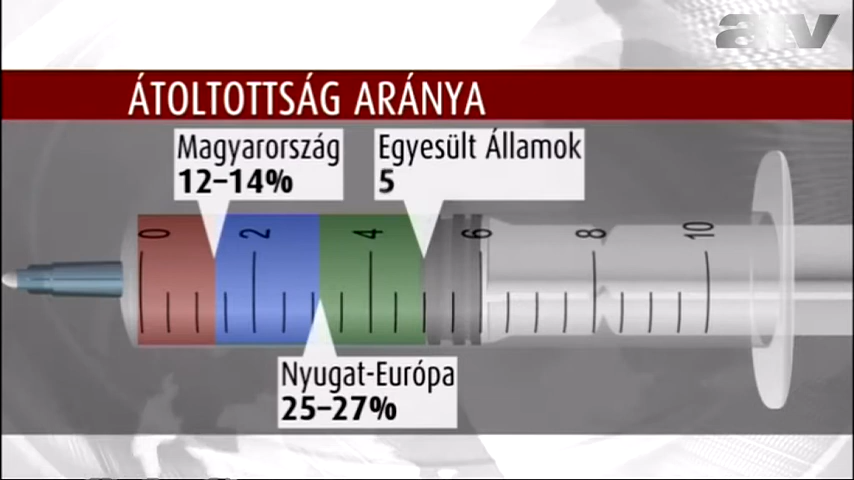 atv
ÁTOLTOTTSÁG ARÁNYA
Magyarország
12–14%
Egyesült Államok
5
0 2 4 6 8 10
Nyugat-Európa
25–27%